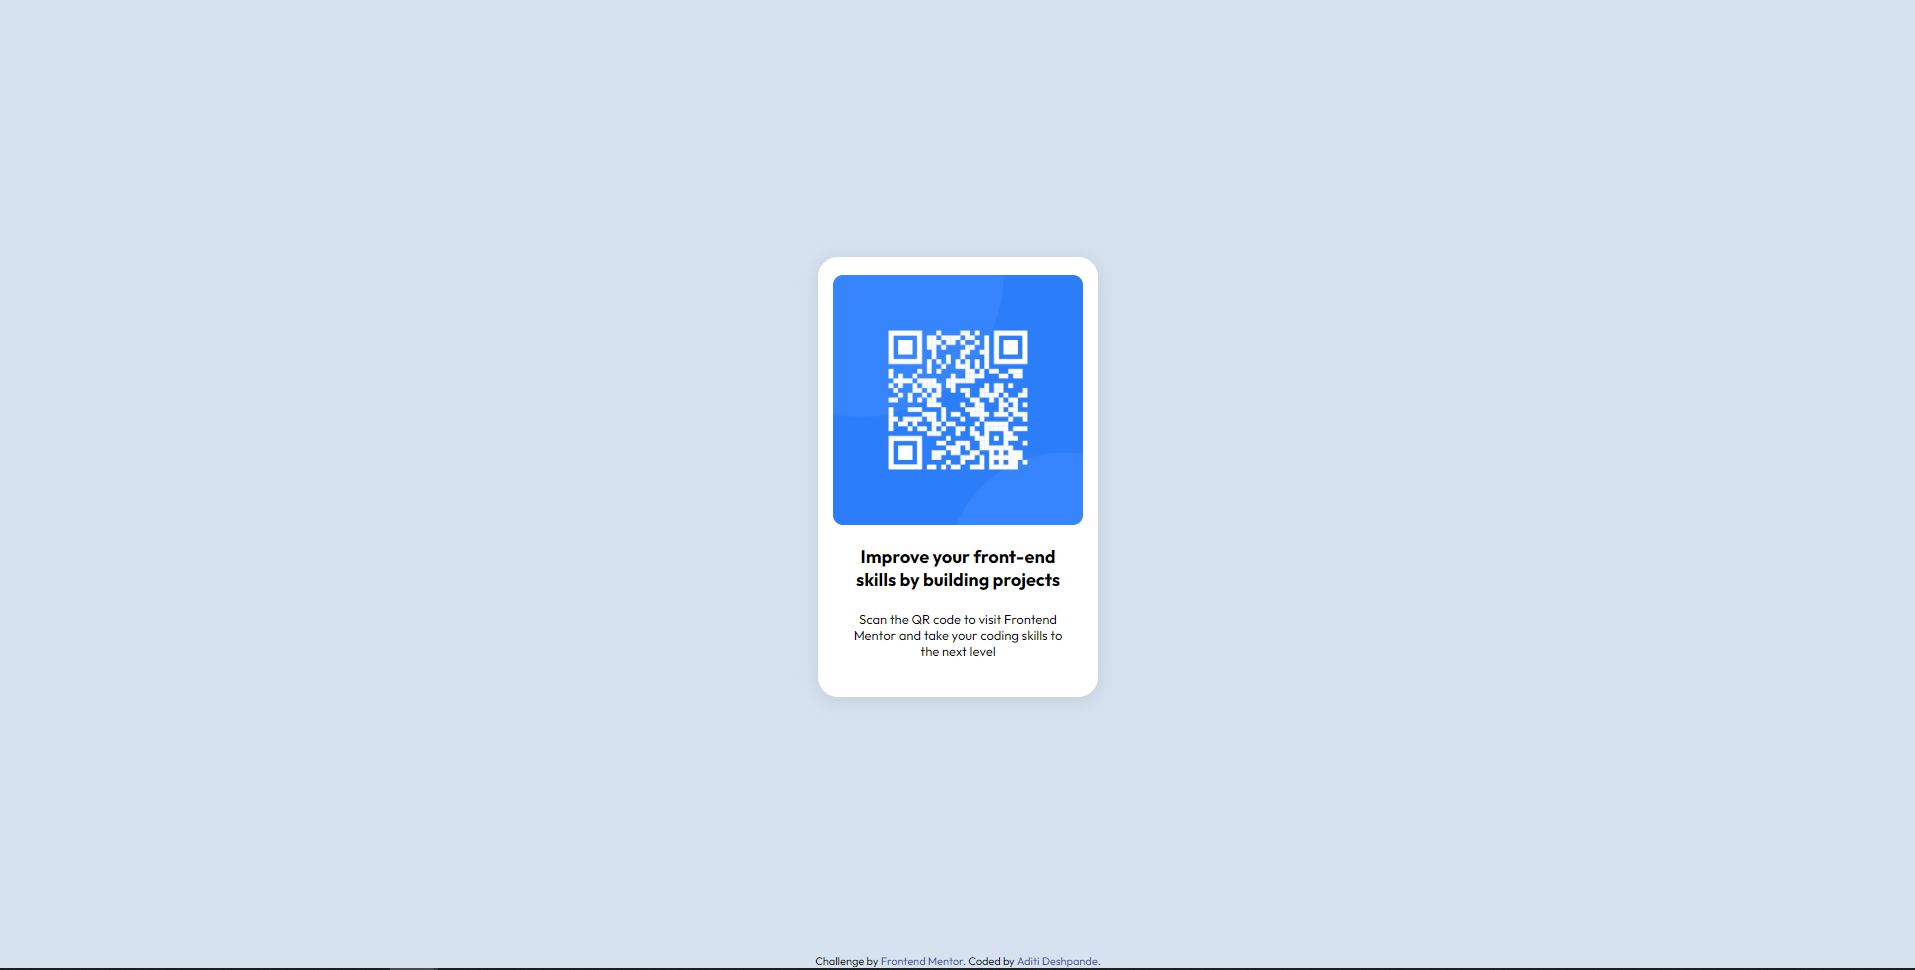 Improve your front-end
skills by building projects
Scan the QR code to visit Frontend
Mentor and take your coding skills to
the next level
Challenge by Frontend Mentor. Coded by Aditi Deshpande.